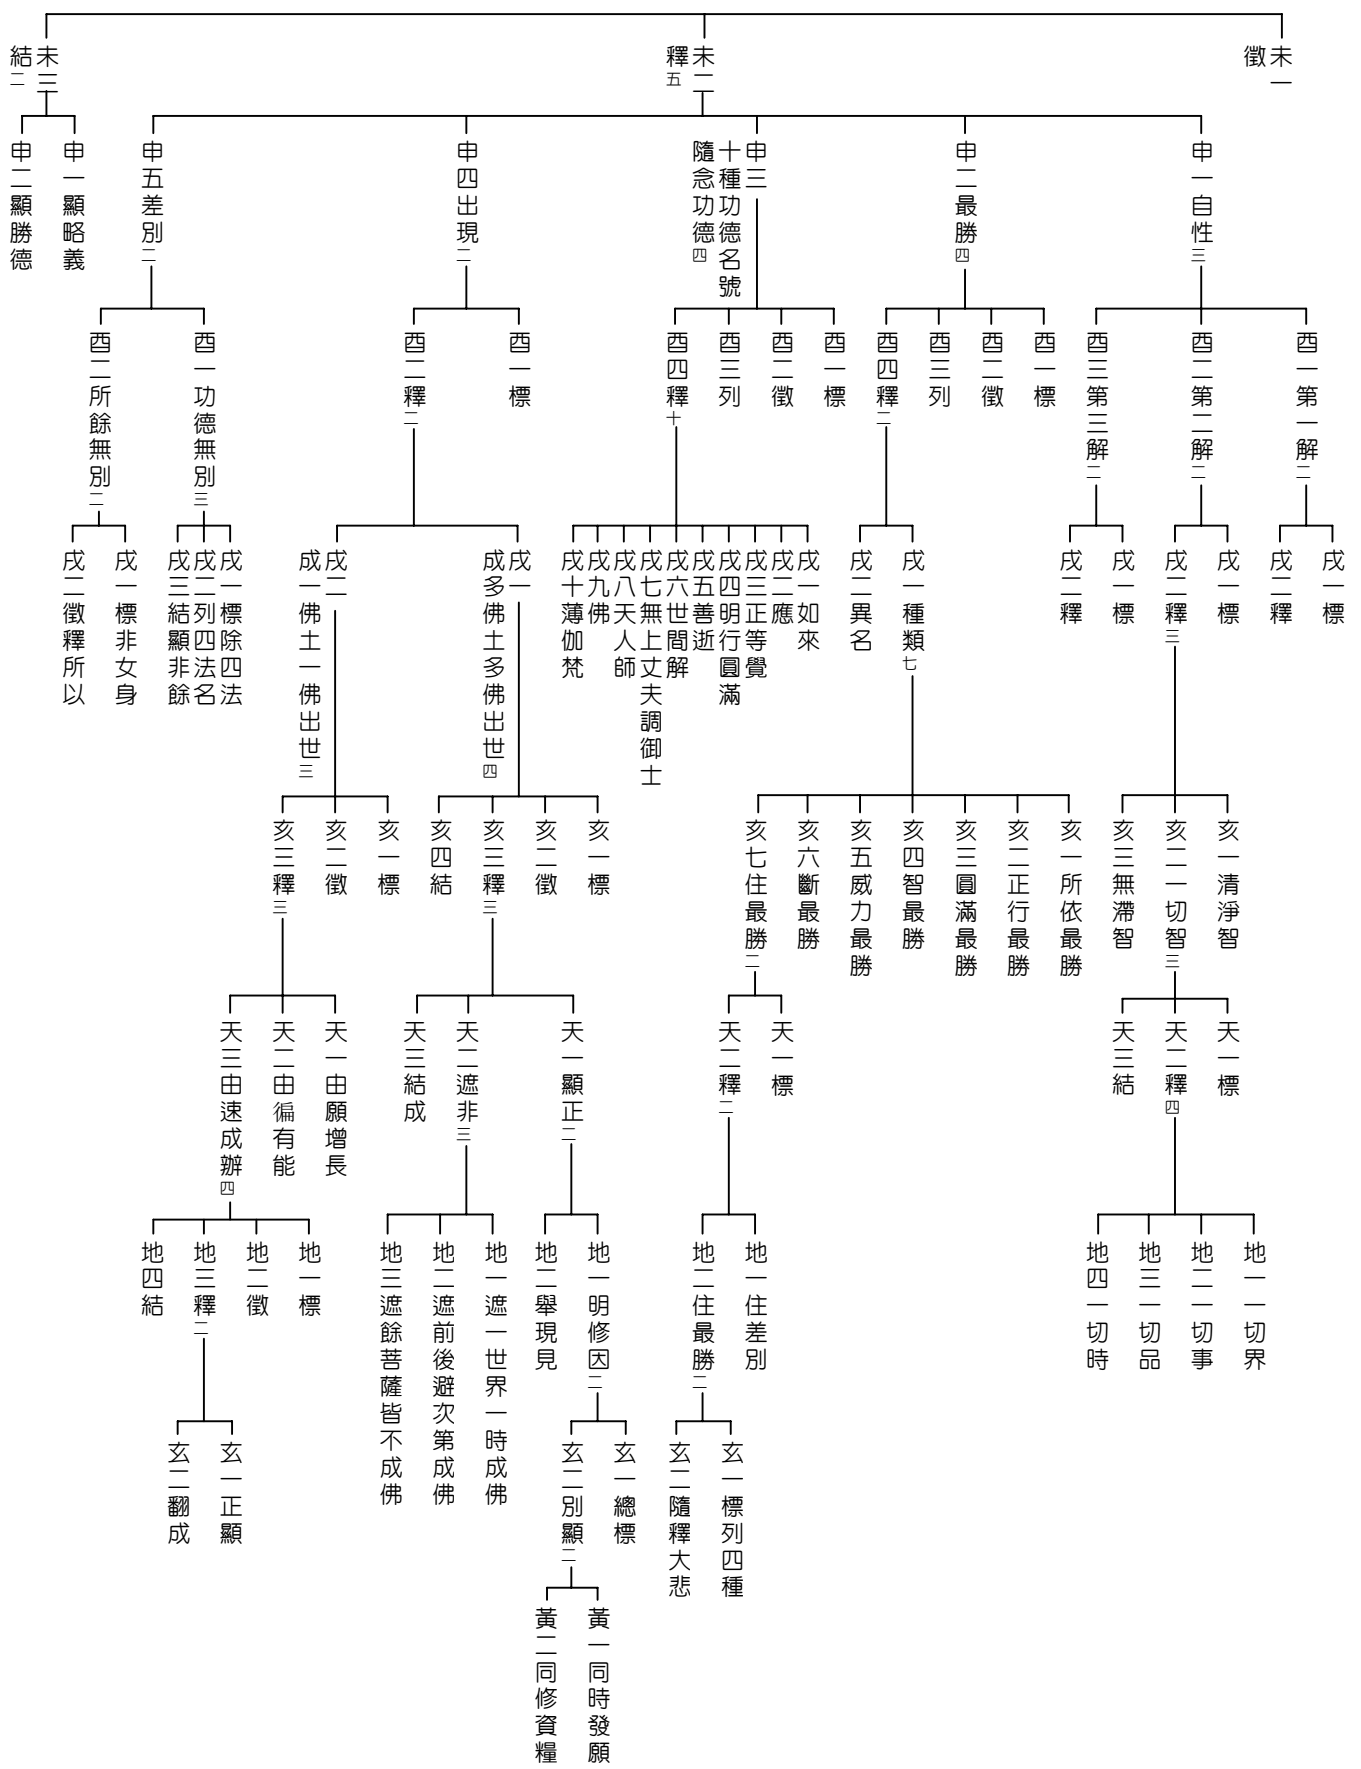 未一
徵
未二
釋五
未三
結二
申一自性三
申二最勝四
申三
十種功德名號
隨念功德四
申四出現二
申五差別二
申一顯略義
申二顯勝德
酉一第一解二
酉二第二解二
酉三第三解二
酉一標
酉二徵
酉三列
酉四釋二
酉一標
酉二徵
酉三列
酉四釋十
酉一標
酉二釋二
酉一功德無別三
酉二所餘無別二
戌一標
戌二釋
戌一標
戌二釋三
戌一標
戌二釋
戌一種類七
戌二異名
戌一如來
戌二應
戌三正等覺
戌四明行圓滿
戌五善逝
戌六世間解
戌七無上丈夫調御士
戌八天人師
戌九佛
戌十薄伽梵
戌一
成多佛土多佛出世四
戌二
成一佛土一佛出世三
戌一標除四法
戌二列四法名
戌三結顯非餘
戌一標非女身
戌二徵釋所以
亥一清淨智
亥二一切智三
亥三無滯智
亥一所依最勝
亥二正行最勝
亥三圓滿最勝
亥四智最勝
亥五威力最勝
亥六斷最勝
亥七住最勝二
亥一標
亥二徵
亥三釋三
亥四結
亥一標
亥二徵
亥三釋三
天一標
天二釋四
天三結
天一標
天二釋二
天一顯正二
天二遮非三
天三結成
天一由願增長
天二由徧有能
天三由速成辦四
地一一切界
地二一切事
地三一切品
地四一切時
地一住差別
地二住最勝二
地一明修因二
地二舉現見
地一遮一世界一時成佛
地二遮前後避次第成佛
地三遮餘菩薩皆不成佛
地一標
地二徵
地三釋二
地四結
玄一標列四種
玄二隨釋大悲
玄一總標
玄二別顯二
玄一正顯
玄二翻成
黃一同時發願
黃二同修資糧